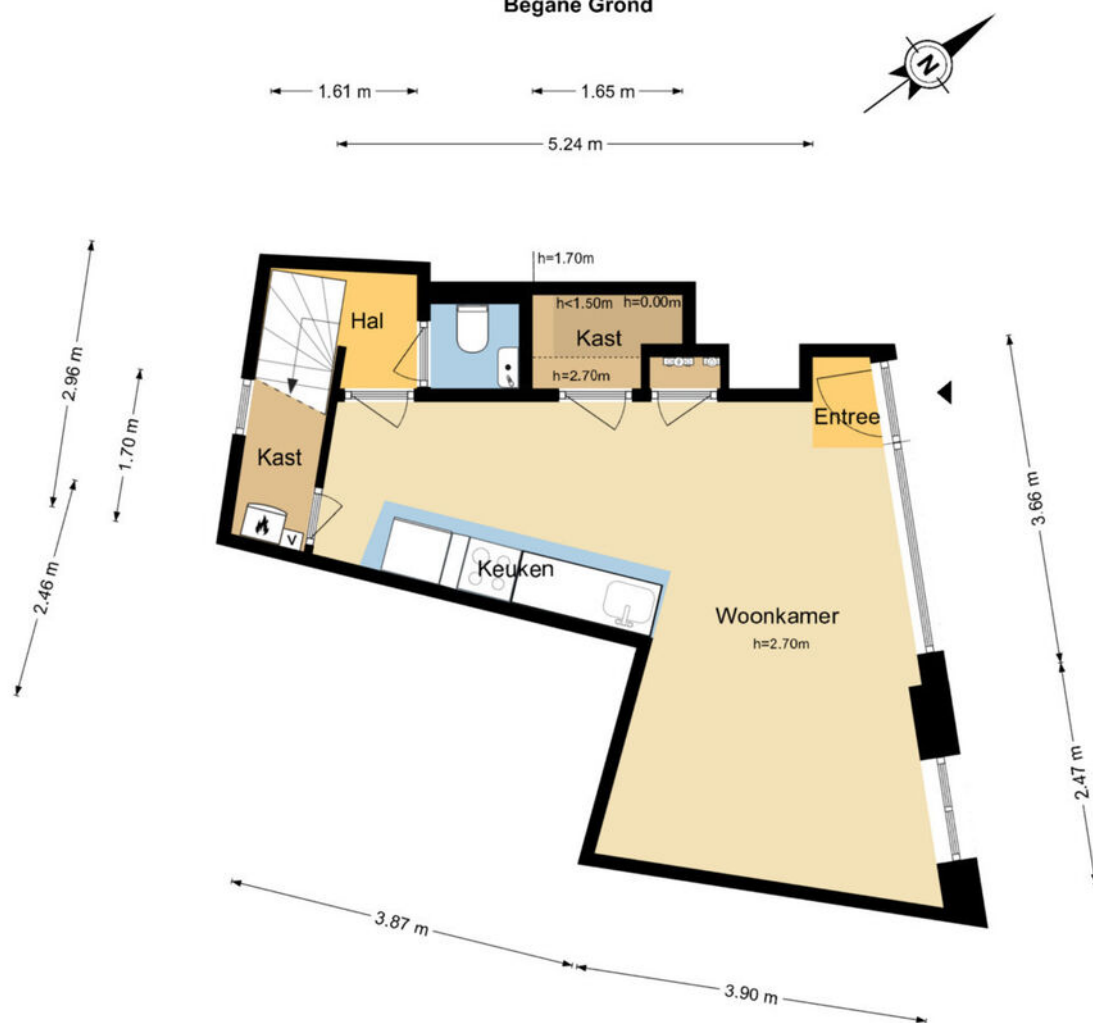 Begane Grond
N
1.61 m
1.65 m
5.24 m
h=1.70m
h<1.50m h=0.00m
Hal
Kast
h=2.70m
Entree
2.96 m
1.70 m
Kast
3.66 m
V
Keuken
2.46 m
Woonkamer
h=2.70m
2.47 m
3.87 m
3.90 m